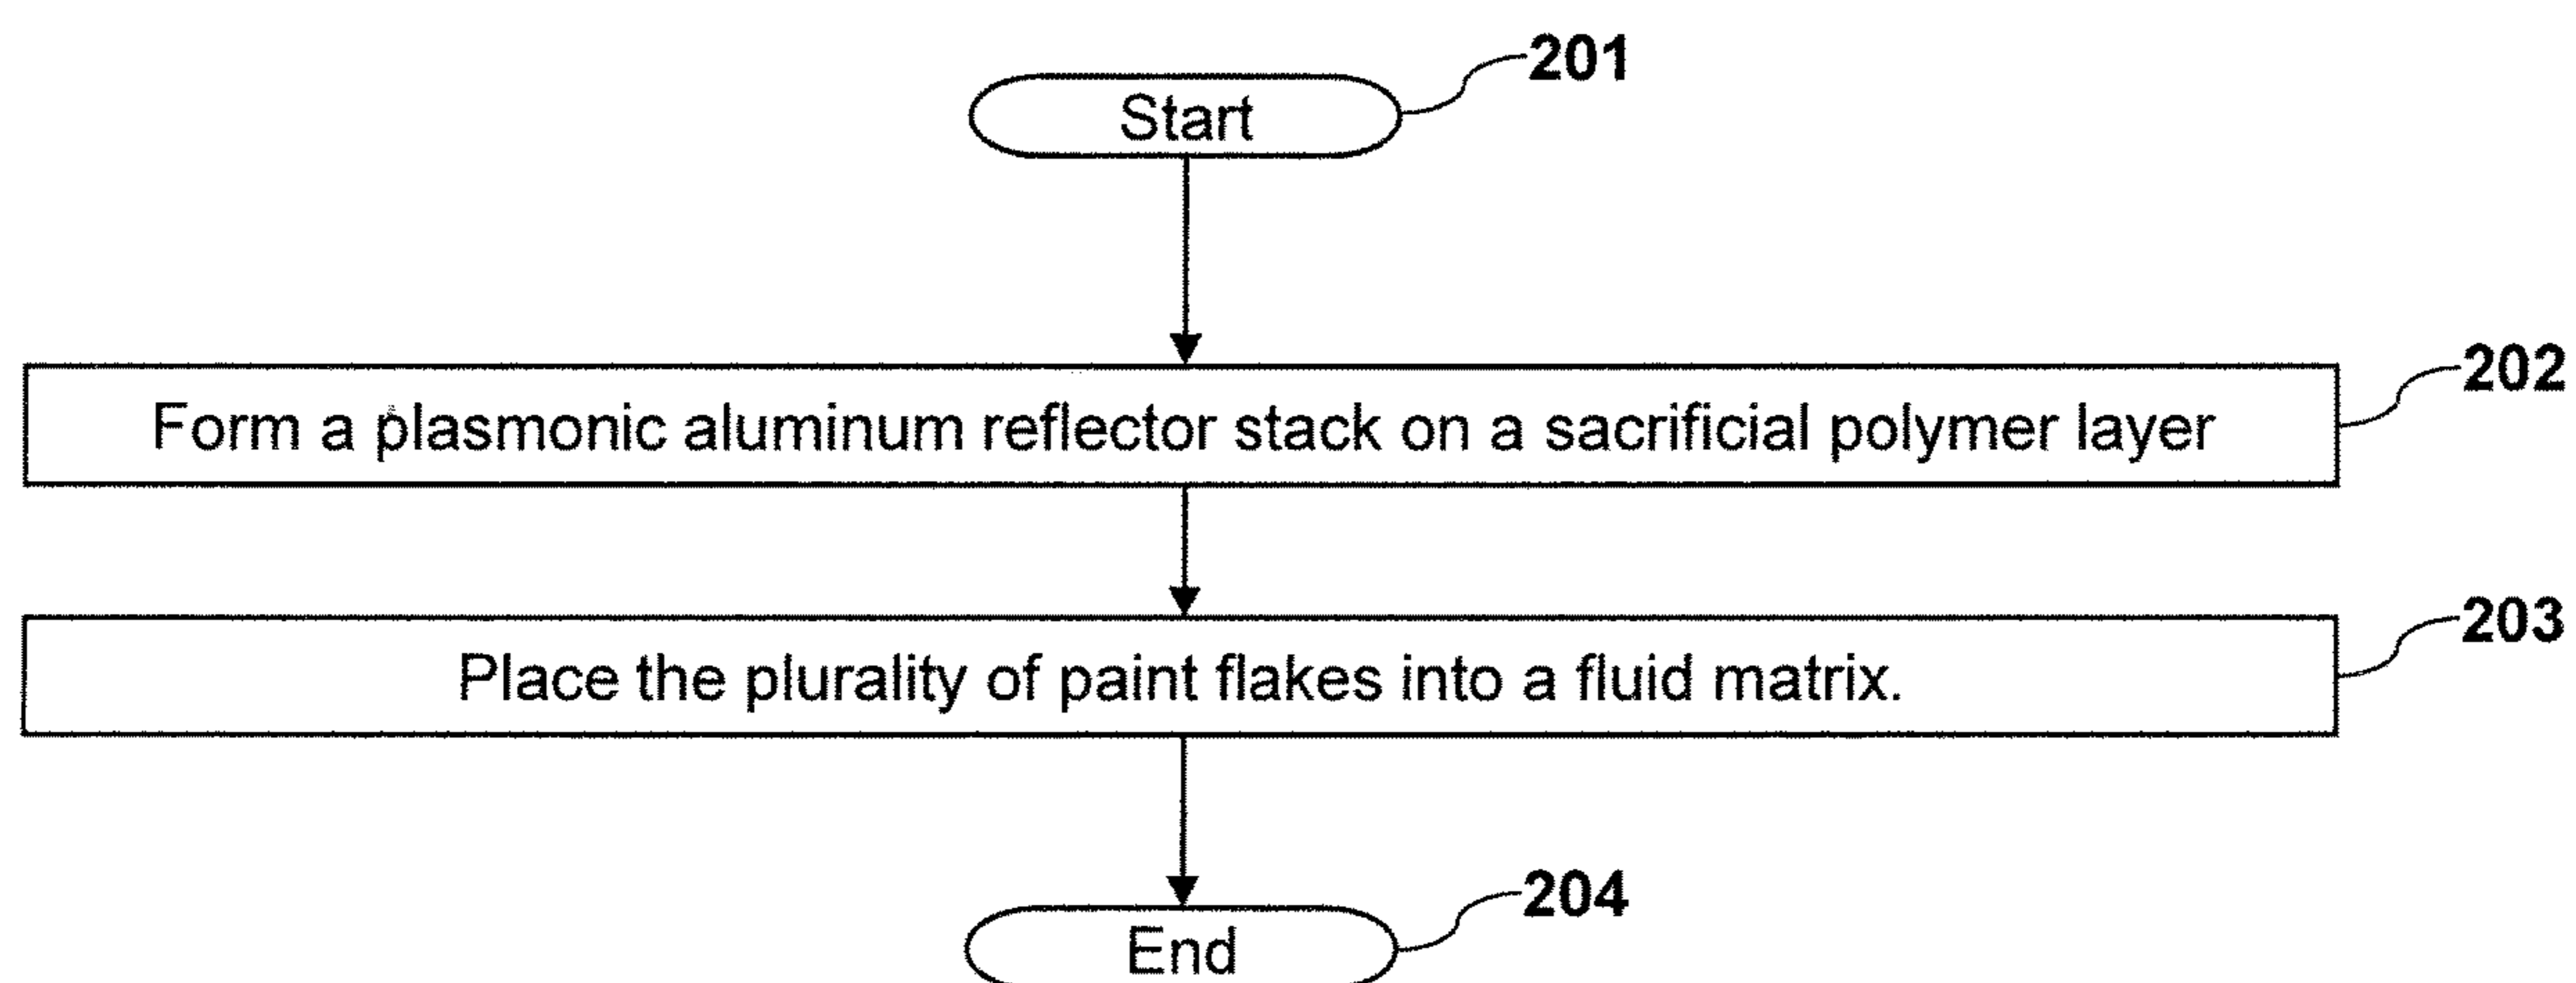 201
Start
202
Form a plasmonic aluminum reflector stack on a sacrificial polymer layer
203
Place the plurality of paint flakes into a fluid matrix.
204
End